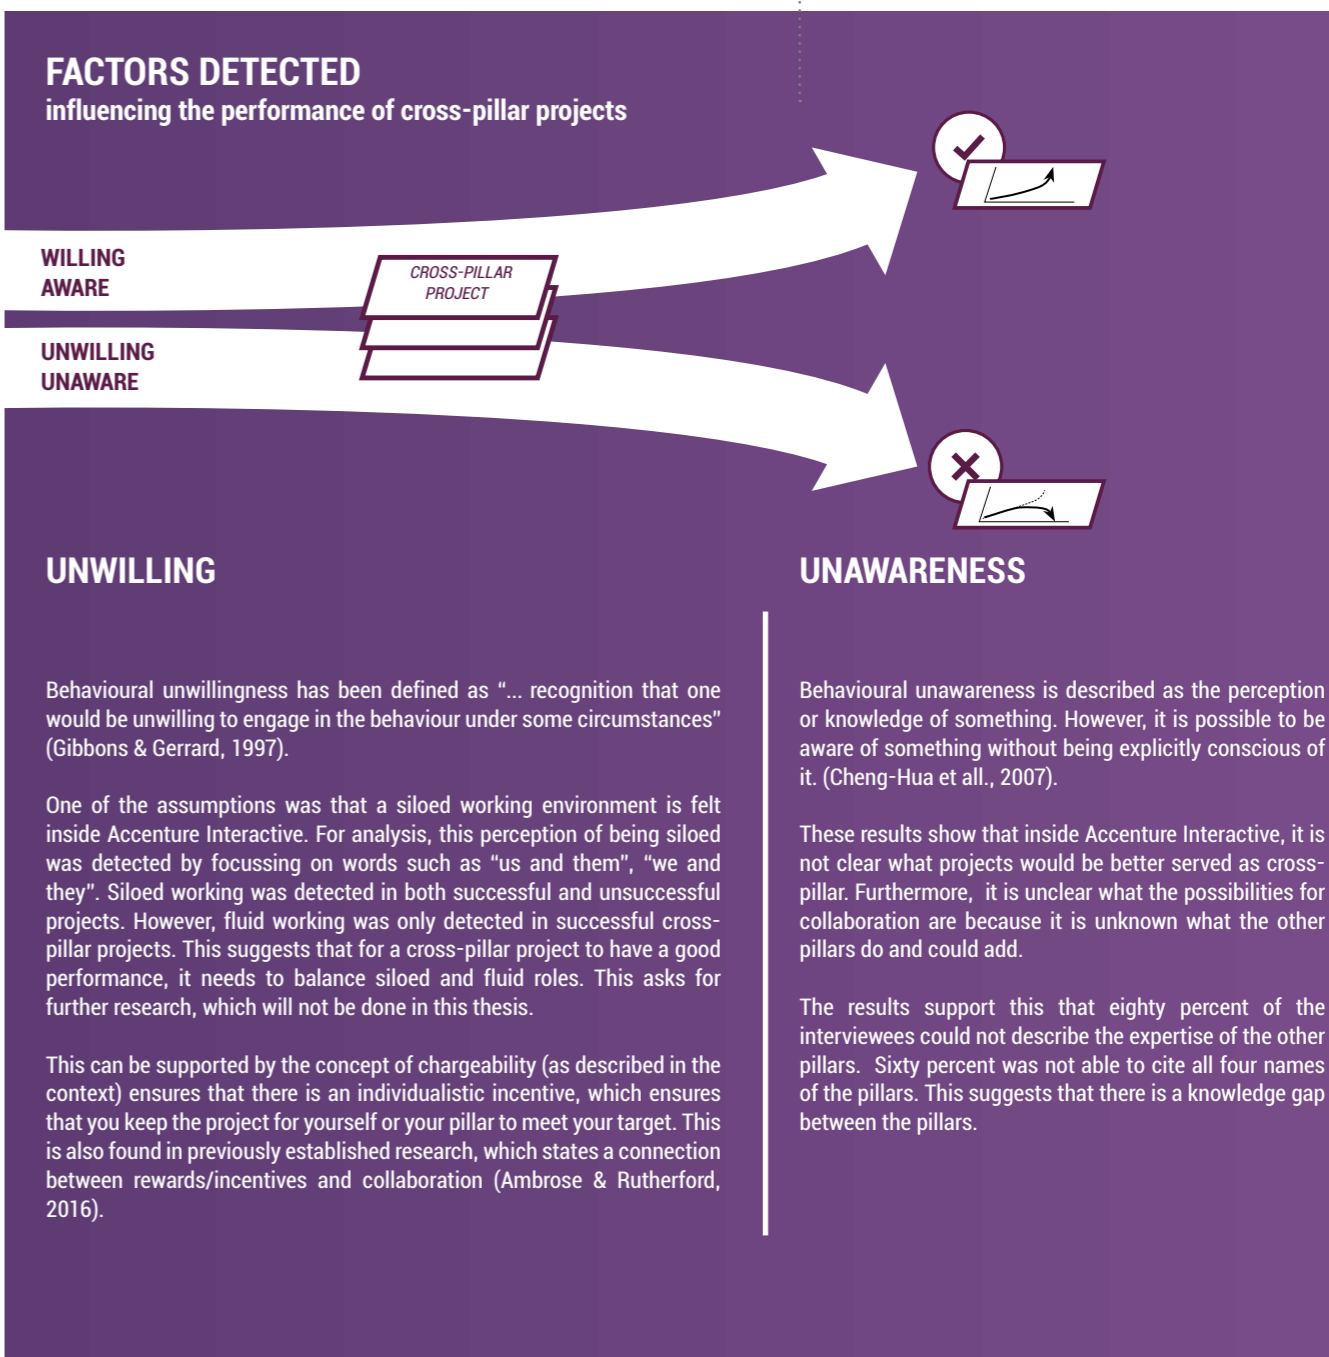 FACTORS DETECTED
influencing the performance of cross-pillar projects
WILLING
AWARE
CROSS-PILLAR
PROJECT
UNWILLING
UNAWARE
UNWILLING
Behavioural unwillingness has been defined as “... recognition that one
would be unwilling to engage in the behaviour under some circumstances”
(Gibbons & Gerrard, 1997).
One of the assumptions was that a siloed working environment is felt
inside Accenture Interactive. For analysis, this perception of being siloed
was detected by focussing on words such as “us and them”, “we and
they”. Siloed working was detected in both successful and unsuccessful
projects. However, fluid working was only detected in successful cross-
pillar projects. This suggests that for a cross-pillar project to have a good
performance, it needs to balance siloed and fluid roles. This asks for
further research, which will not be done in this thesis.
This can be supported by the concept of chargeability (as described in the
context) ensures that there is an individualistic incentive, which ensures
that you keep the project for yourself or your pillar to meet your target. This
is also found in previously established research, which states a connection
between rewards/incentives and collaboration (Ambrose & Rutherford,
2016).
UNAWARENESS
Behavioural unawareness is described as the perception
or knowledge of something. However, it is possible to be
aware of something without being explicitly conscious of
it. (Cheng-Hua et all., 2007).
These results show that inside Accenture Interactive, it is
not clear what projects would be better served as cross-
pillar. Furthermore, it is unclear what the possibilities for
collaboration are because it is unknown what the other
pillars do and could add.
The results support this that eighty percent of the
interviewees could not describe the expertise of the other
pillars. Sixty percent was not able to cite all four names
of the pillars. This suggests that there is a knowledge gap
between the pillars.